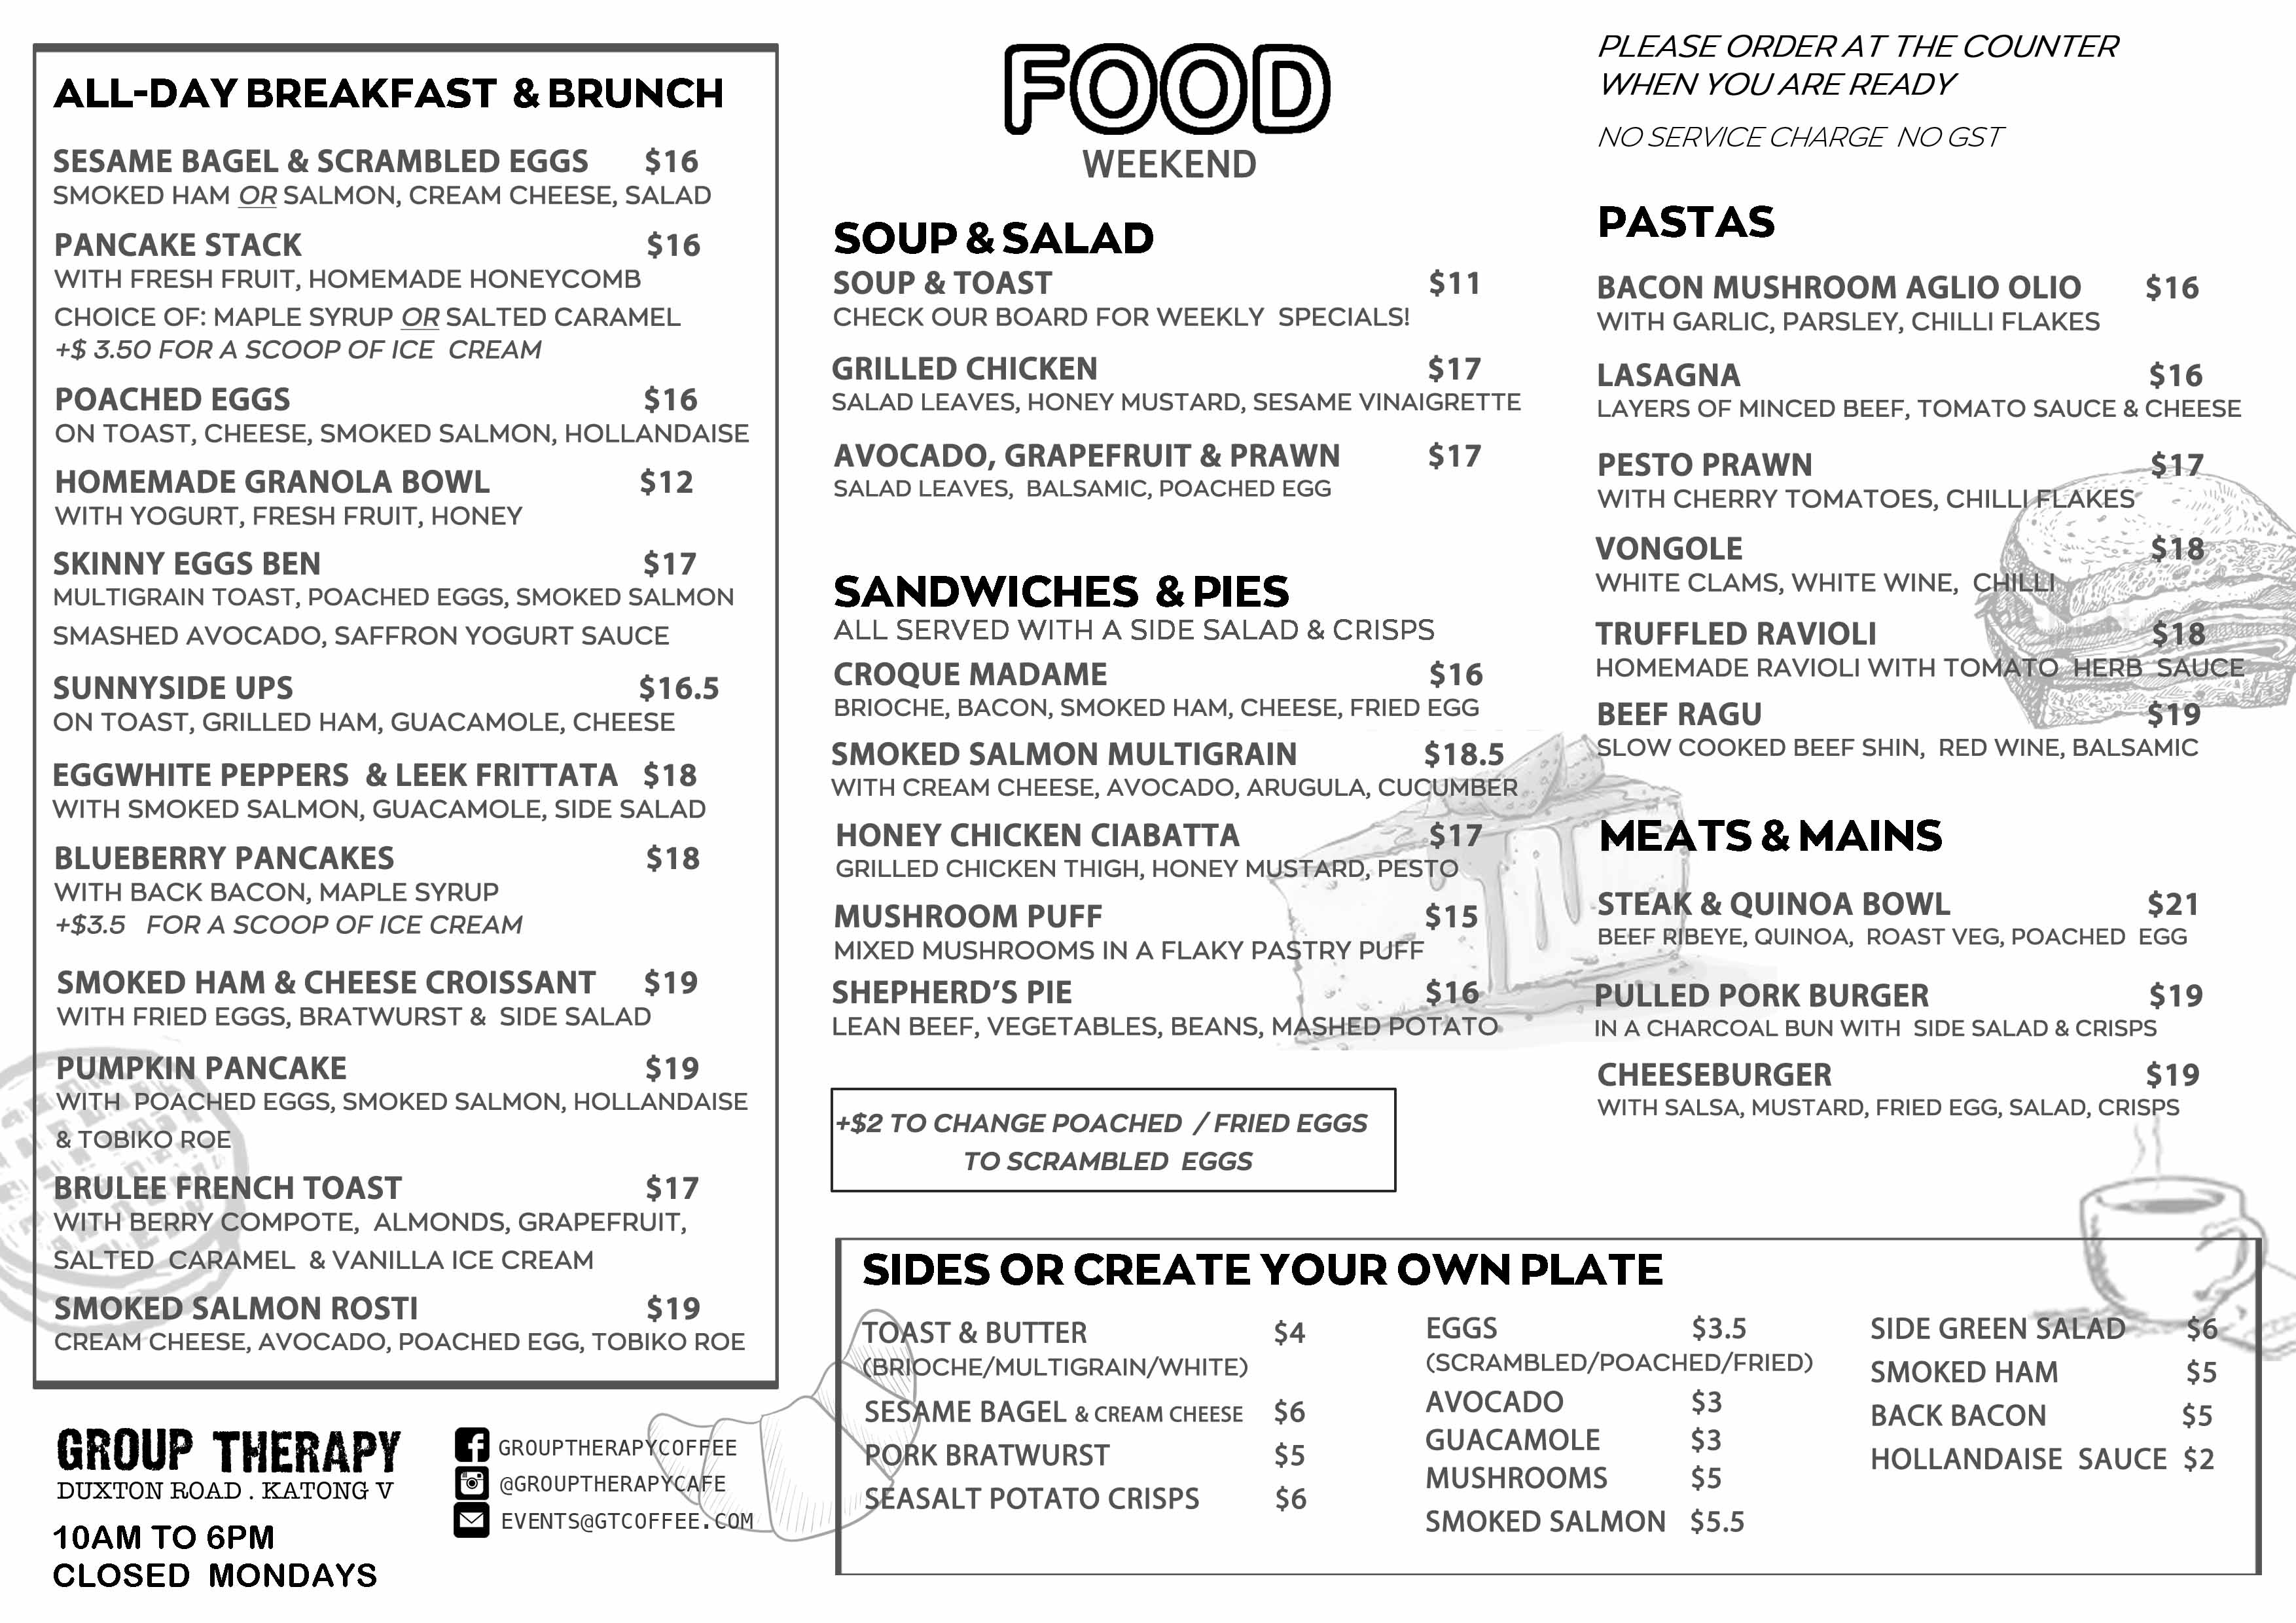 ALL-DAY BREAKFAST & BRUNCH
SESAME BAGEL & SCRAMBLED EGGS $16
SMOKED HAM OR SALMON, CREAM CHEESE, SALAD
PANCAKE STACK $16
WITH FRESH FRUIT, HOMEMADE HONEYCOMB
CHOICE OF: MAPLE SYRUP OR SALTED CARAMEL
+$ 3.50 FOR A SCOOP OF ICE CREAM
POACHED EGGS $16
ON TOAST, CHEESE, SMOKED SALMON, HOLLANDAISE
HOMEMADE GRANOLA BOWL $12
WITH YOGURT, FRESH FRUIT, HONEY
SKINNY EGGS BEN $17
MULTIGRAIN TOAST, POACHED EGGS, SMOKED SALMON
SMASHED AVOCADO, SAFFRON YOGURT SAUCE
SUNNYSIDE UPS $16.5
ON TOAST, GRILLED HAM, GUACAMOLE, CHEESE
EGGWHITE PEPPERS & LEEK FRITTATA $18
WITH SMOKED SALMON, GUACAMOLE, SIDE SALAD
BLUEBERRY PANCAKES $18
WITH BACK BACON, MAPLE SYRUP
+$3.5 FOR A SCOOP OF ICE CREAM
SMOKED HAM & CHEESE CROISSANT $19
WITH FRIED EGGS, BRATWURST & SIDE SALAD
PUMPKIN PANCAKE $19
WITH POACHED EGGS, SMOKED SALMON, HOLLANDAISE
& TOBIKO ROE
BRULEE FRENCH TOAST $17
WITH BERRY COMPOTE, ALMONDS, GRAPEFRUIT,
SALTED CARAMEL & VANILLA ICE CREAM
SMOKED SALMON ROSTI $19
CREAM CHEESE, AVOCADO, POACHED EGG, TOBIKO ROE
GROUP THERAPY
DUXTON ROAD . KATONG V
10AM TO 6PM
CLOSED MONDAYS
GROUPTHERAPYCOFFEE
@GROUPTHERAPYCAFE
EVENTS@GTCOFFEE.COM
FOOD
WEEKEND
SOUP & SALAD
SOUP & TOAST $11
CHECK OUR BOARD FOR WEEKLY SPECIALS!
GRILLED CHICKEN $17
SALAD LEAVES, HONEY MUSTARD, SESAME VINAIGRETTE
AVOCADO, GRAPEFRUIT & PRAWN $17
SALAD LEAVES, BALSAMIC, POACHED EGG
SANDWICHES & PIES
ALL SERVED WITH A SIDE SALAD & CRISPS
CROQUE MADAME $16
BRIOCHE, BACON, SMOKED HAM, CHEESE, FRIED EGG
SMOKED SALMON MULTIGRAIN $18.5
WITH CREAM CHEESE, AVOCADO, ARUGULA, CUCUMBER
HONEY CHICKEN CIABATTA $17
GRILLED CHICKEN THIGH, HONEY MUSTARD, PESTO
MUSHROOM PUFF $15
MIXED MUSHROOMS IN A FLAKY PASTRY PUFF
SHEPHERD'S PIE $16
LEAN BEEF, VEGETABLES, BEANS, MASHED POTATO
+$2 TO CHANGE POACHED / FRIED EGGS
TO SCRAMBLED EGGS
PLEASE ORDER AT THE COUNTER
WHEN YOU ARE READY
NO SERVICE CHARGE NO GST
PASTAS
BACON MUSHROOM AGLIO OLIO $16
WITH GARLIC, PARSLEY, CHILLI FLAKES
LASAGNA $16
LAYERS OF MINCED BEEF, TOMATO SAUCE & CHEESE
PESTO PRAWN $17
WITH CHERRY TOMATOES, CHILLI FLAKES
VONGOLE $18
WHITE CLAMS, WHITE WINE, CHILLI
TRUFFLED RAVIOLI $18
HOMEMADE RAVIOLI WITH TOMATO HERB SAUCE
BEEF RAGU $19
SLOW COOKED BEEF SHIN, RED WINE, BALSAMIC
MEATS & MAINS
STEAK & QUINOA BOWL $21
BEEF RIBEYE, QUINOA, ROAST VEG, POACHED EGG
PULLED PORK BURGER $19
IN A CHARCOAL BUN WITH SIDE SALAD & CRISPS
CHEESEBURGER $19
WITH SALSA, MUSTARD, FRIED EGG, SALAD, CRISPS
SIDES OR CREATE YOUR OWN PLATE
TOAST & BUTTER $4
(BRIOCHE/MULTIGRAIN/WHITE)
SESAME BAGEL & CREAM CHEESE $6
PORK BRATWURST $5
SEASALT POTATO CRISPS $6
EGGS $3.5
(SCRAMBLED/POACHED/FRIED)
AVOCADO $3
GUACAMOLE $3
MUSHROOMS $5
SMOKED SALMON $5.5
SIDE GREEN SALAD $6
SMOKED HAM $5
BACK BACON $5
HOLLANDAISE SAUCE $2